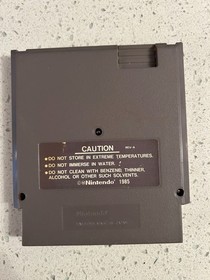 CAUTION
• DO NOT STORE IN EXTREME TEMPERATURES.
• DO NOT IMMERSE IN WATER.
• DO NOT CLEAN WITH BENZENE, THINNER,
ALCOHOL OR OTHER SUCH SOLVENTS.
©®Nintendo® 1985